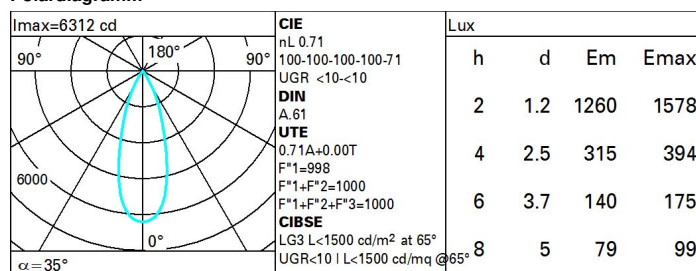 Imax=6312 cd
90°
180°
90°
6000
0°
α=35°
CIE
nL 0.71
100-100-100-100-71
UGR <10-<10
DIN
A.61
UTE
0.71A+0.00T
F"1=998
F"1+F"2=1000
F"1+F"2+F"3=1000
CIBSE
LG3 L<1500 cd/m² at 65°
UGR<10 | L<1500 cd/mq @65°
Lux
h d Em Emax
2 1.2 1260 1578
4 2.5 315 394
6 3.7 140 175
8 5 79 99